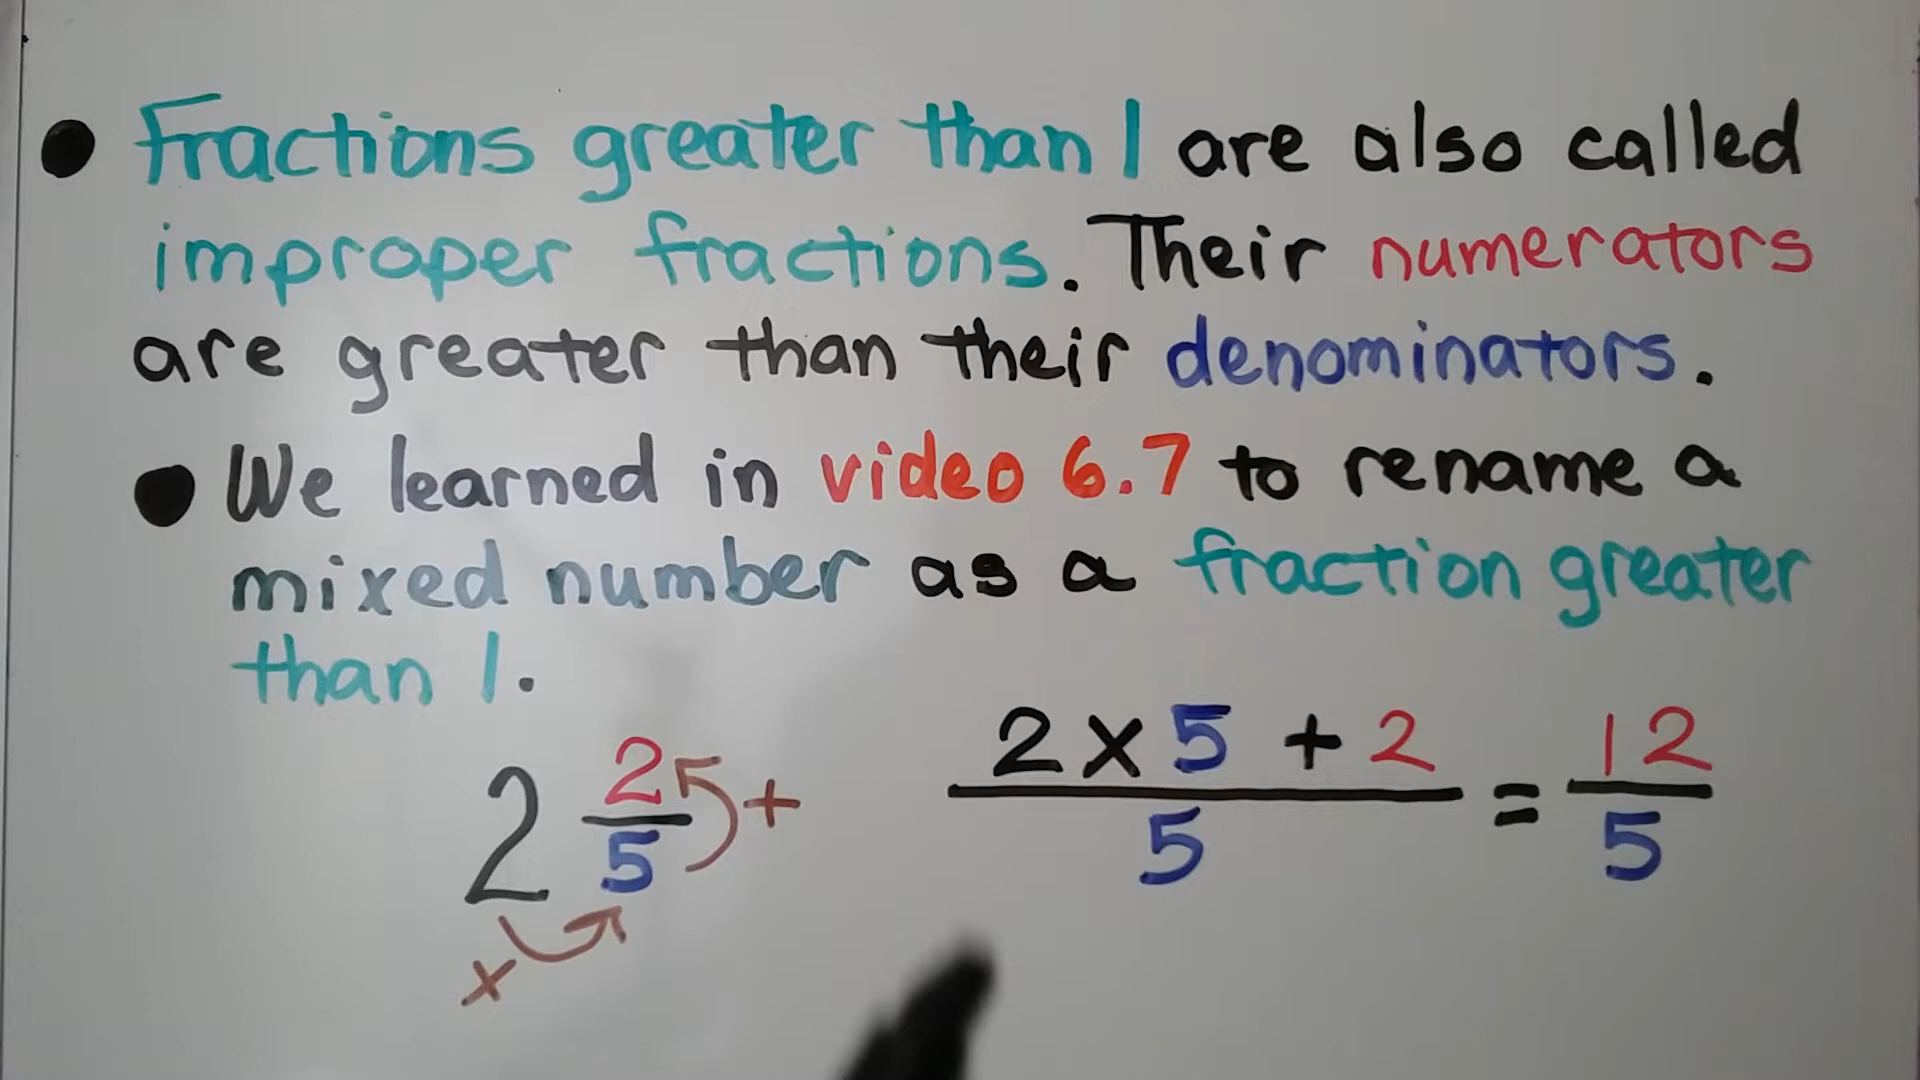 • Fractions greater than 1 are also called
improper fractions. Their numerators
are greater than their denominators.
• We learned in video 6.7 to rename a
mixed number as a fraction greater
than 1.
2 2/5 +
x
2 x 5 + 2 / 5 = 12 / 5